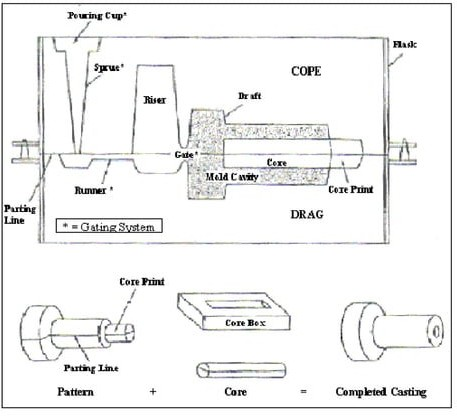 Pouring Cup*
Flask
Sprue*
COPE
Draft
Riser
Gate*
Core
Mold Cavity
Core Print
Runner *
Parting
Line
DRAG
* = Gating System
Core Print
Core Box
Parting Line
Pattern + Core = Completed Casting